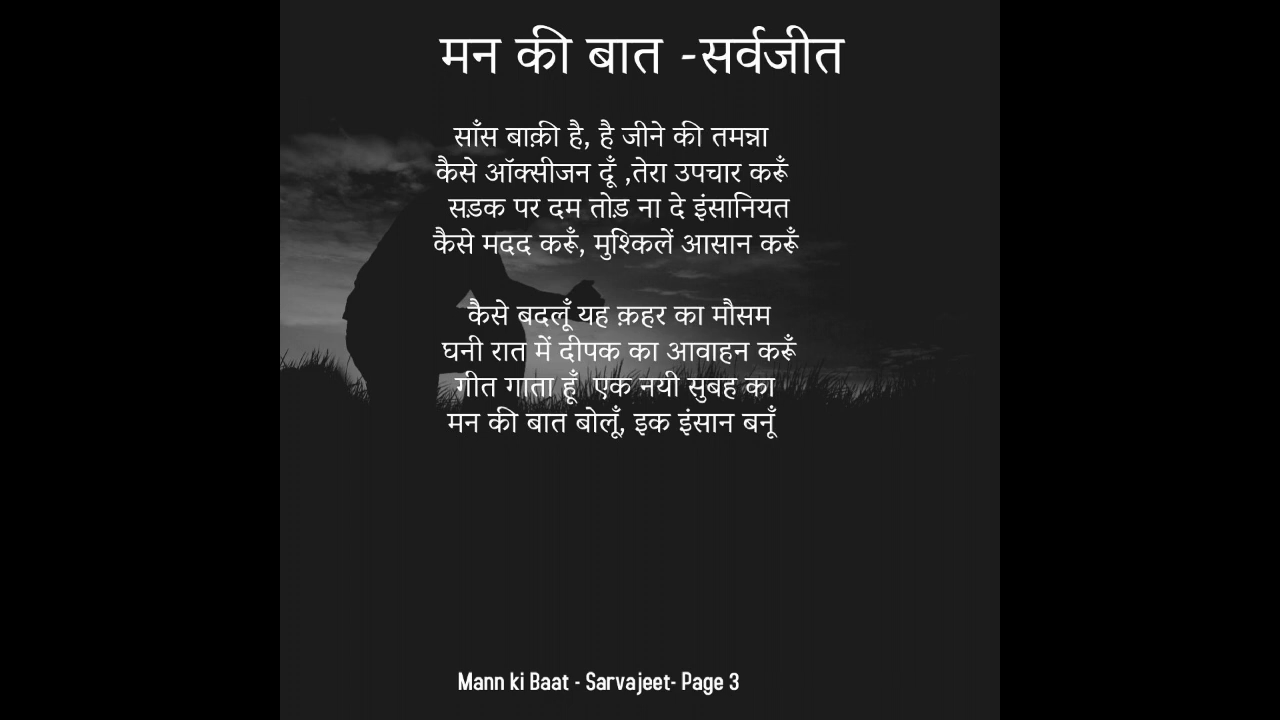 मन की बात -सर्वजीत
साँस बाक़ी है, है जीने की तमन्ना
कैसे ऑक्सीजन दूँ ,तेरा उपचार करूँ
सड़क पर दम तोड़ ना दे इंसानियत
कैसे मदद करूँ, मुश्किलें आसान करूँ
कैसे बदलूँ यह क़हर का मौसम
घनी रात में दीपक का आवाहन करूँ
गीत गाता हूँ एक नयी सुबह का
मन की बात बोलूँ, इक इंसान बनूँ
Mann ki Baat - Sarvajeet- Page 3